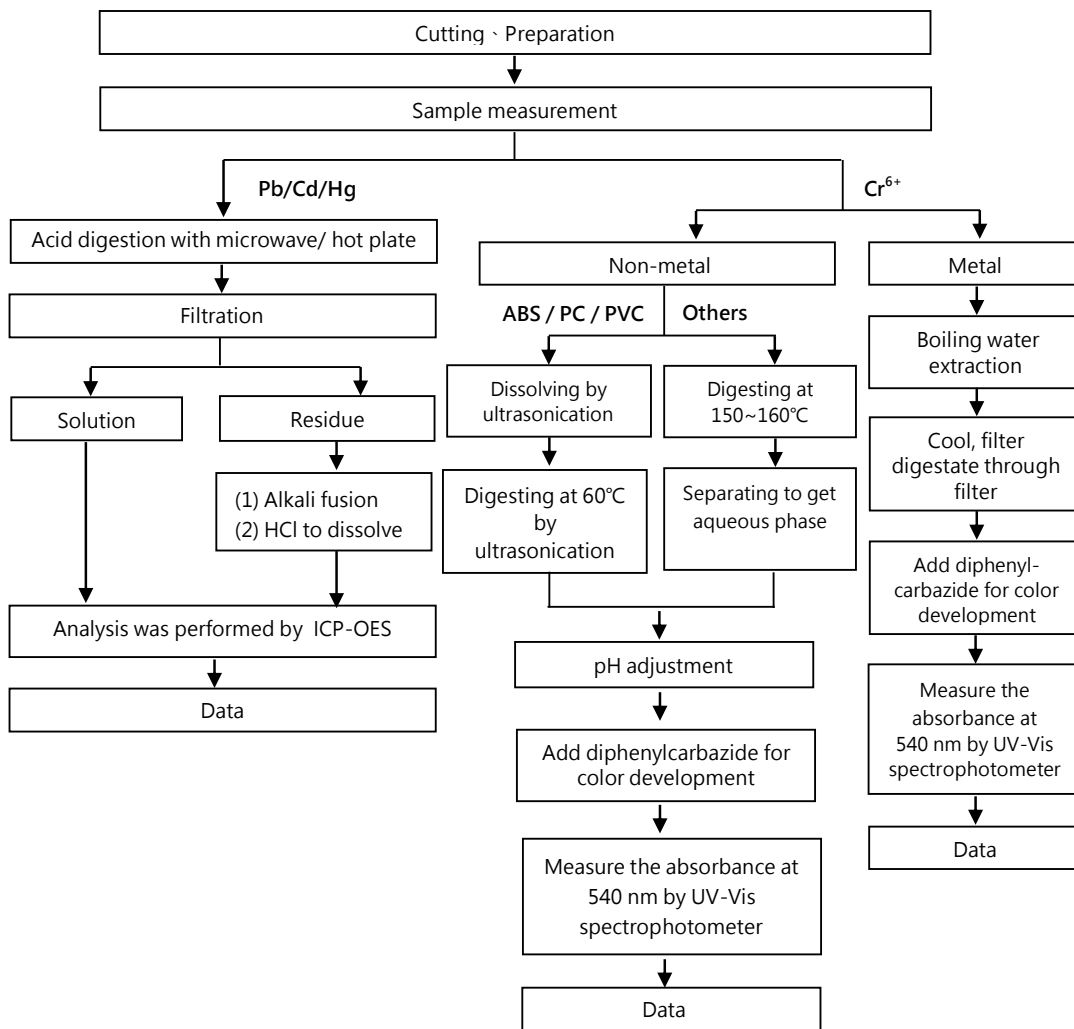 Cutting、Preparation
Sample measurement
Pb/Cd/Hg
Cr⁶⁺
Acid digestion with microwave/ hot plate
Filtration
Solution
Residue
(1) Alkali fusion
(2) HCl to dissolve
Analysis was performed by ICP-OES
Data
Non-metal
ABS / PC / PVC
Others
Dissolving by
ultrasonication
Digesting at
150~160℃
Digesting at 60℃
by
ultrasonication
Separating to get
aqueous phase
pH adjustment
Add diphenylcarbazide for
color development
Measure the absorbance at
540 nm by UV-Vis
spectrophotometer
Data
Metal
Boiling water
extraction
Cool, filter
digestate through
filter
Add diphenyl-
carbazide for color
development
Measure the
absorbance at
540 nm by UV-Vis
spectrophotometer
Data